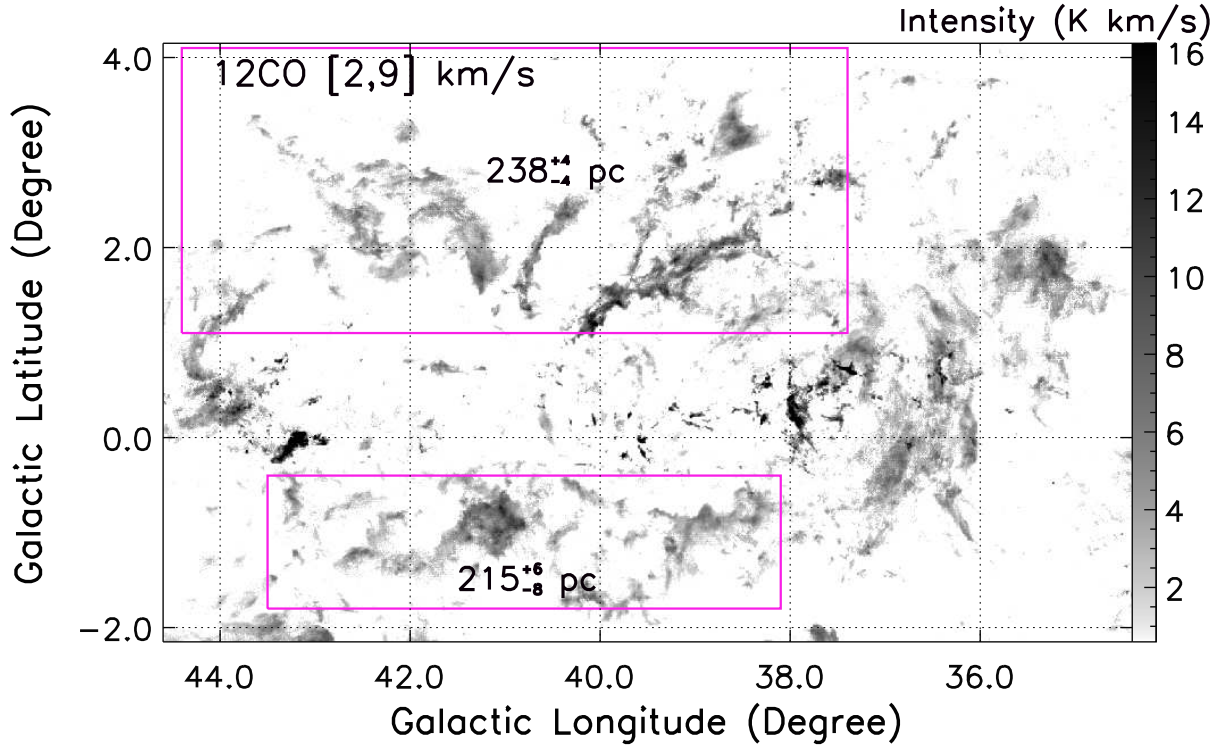 Intensity (K km/s)
12CO [2,9] km/s
238+4−4 pc
215+6−8 pc
4.0
2.0
0.0
−2.0
Galactic Latitude (Degree)
44.0 42.0 40.0 38.0 36.0
Galactic Longitude (Degree)
16
14
12
10
8
6
4
2